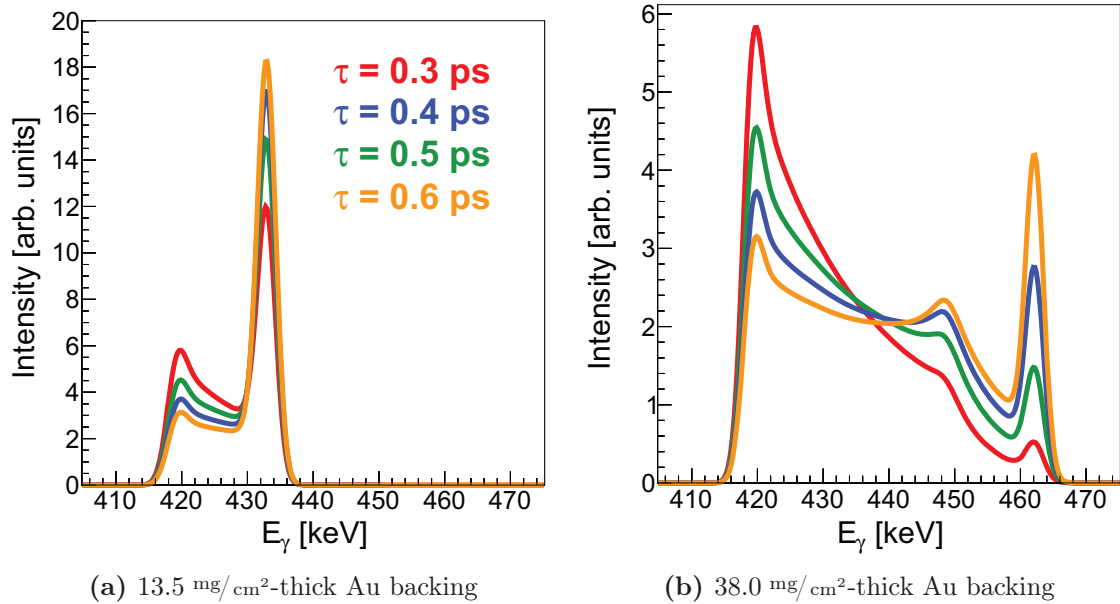 20
18
16
14
12
10
8
6
4
2
0
Intensity [arb. units]
τ = 0.3 ps
τ = 0.4 ps
τ = 0.5 ps
τ = 0.6 ps
410 420 430 440 450 460 470
E_γ [keV]
(a) 13.5 mg/cm²-thick Au backing
6
5
4
3
2
1
0
Intensity [arb. units]
410 420 430 440 450 460 470
E_γ [keV]
(b) 38.0 mg/cm²-thick Au backing